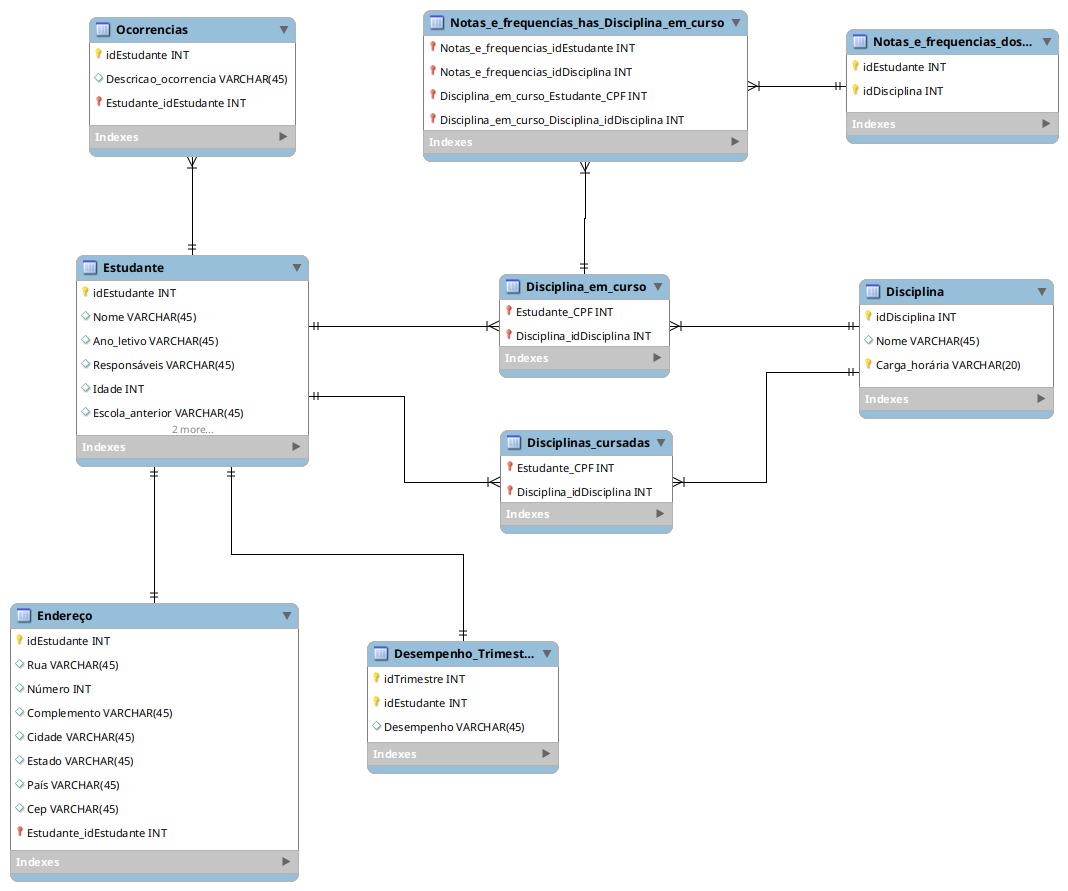 Ocorrencias
idEstudante INT
Descricao_ocorrencia VARCHAR(45)
Estudante_idEstudante INT
Indexes
Notas_e_frequencias_has_Disciplina_em_curso
Notas_e_frequencias_idEstudante INT
Notas_e_frequencias_idDisciplina INT
Disciplina_em_curso_Estudante_CPF INT
Disciplina_em_curso_Disciplina_idDisciplina INT
Indexes
Notas_e_frequencias_dos...
idEstudante INT
idDisciplina INT
Indexes
Estudante
idEstudante INT
Nome VARCHAR(45)
Ano_letivo VARCHAR(45)
Responsáveis VARCHAR(45)
Idade INT
Escola_anterior VARCHAR(45)
2 more...
Indexes
Disciplina_em_curso
Estudante_CPF INT
Disciplina_idDisciplina INT
Indexes
Disciplina
idDisciplina INT
Nome VARCHAR(45)
Carga_horária VARCHAR(20)
Indexes
Disciplinas_cursadas
Estudante_CPF INT
Disciplina_idDisciplina INT
Indexes
Endereço
idEstudante INT
Rua VARCHAR(45)
Número INT
Complemento VARCHAR(45)
Cidade VARCHAR(45)
Estado VARCHAR(45)
País VARCHAR(45)
Cep VARCHAR(45)
Estudante_idEstudante INT
Indexes
Desempenho_Trimest...
idTrimestre INT
idEstudante INT
Desempenho VARCHAR(45)
Indexes